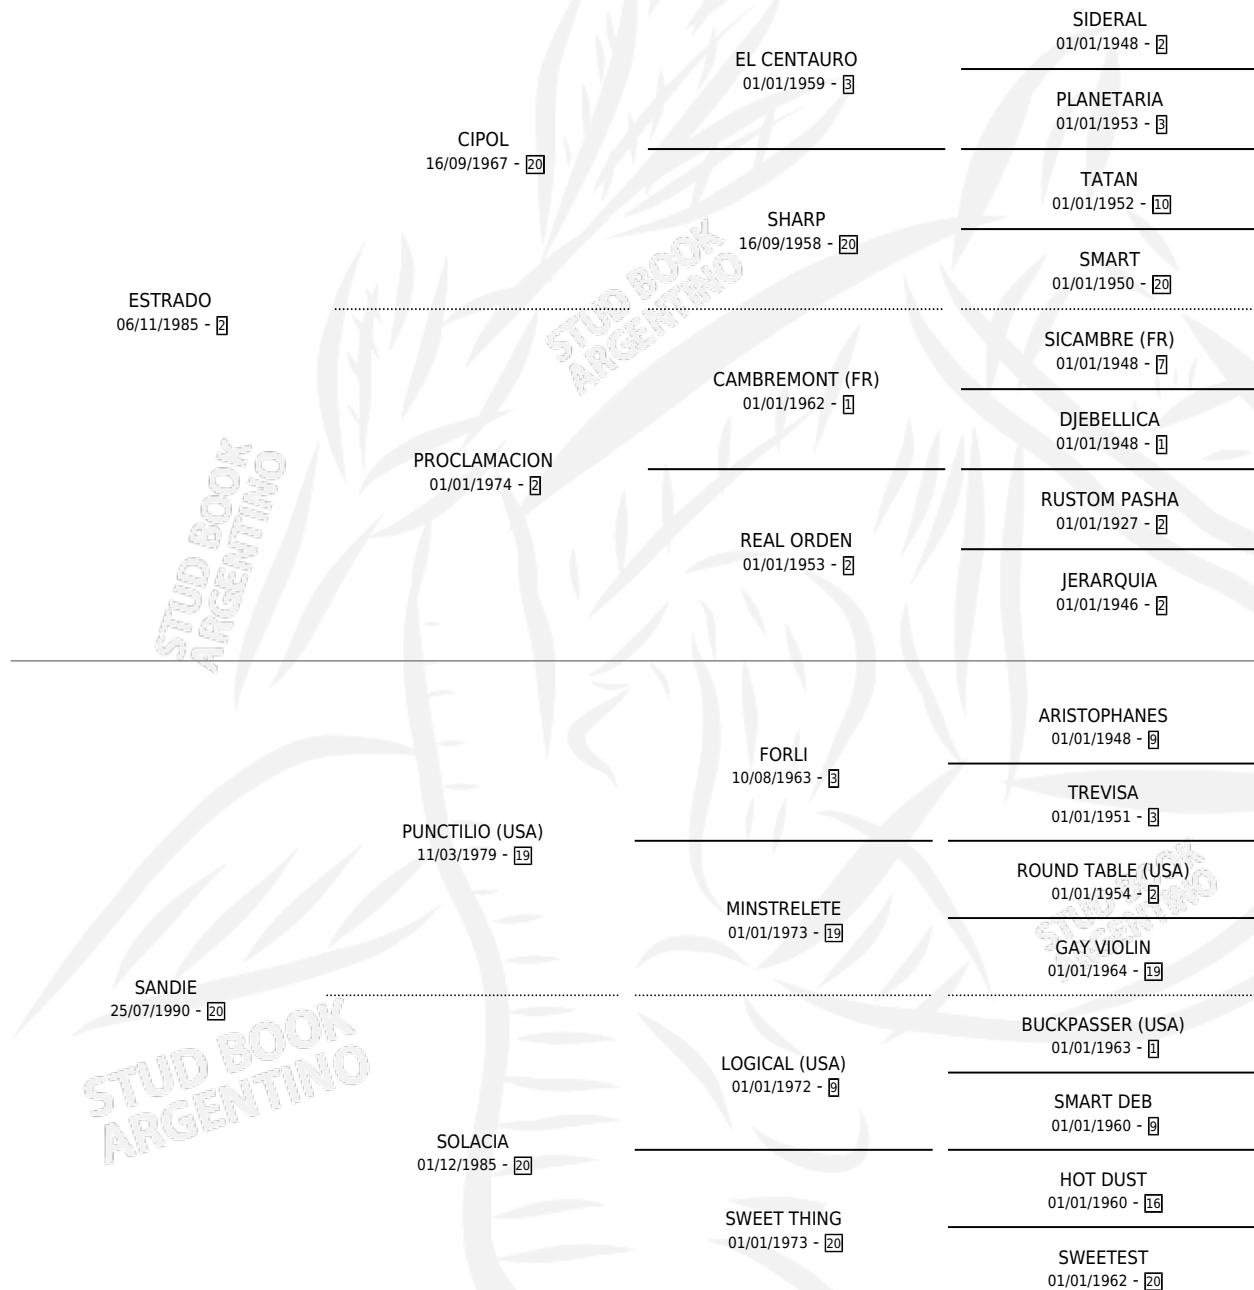 SIDERAL
01/01/1948 - 2
EL CENTAURO
01/01/1959 - 3
PLANETARIA
01/01/1953 - 3
CIPOL
16/09/1967 - 20
TATAN
01/01/1952 - 10
SHARP
16/09/1958 - 20
SMART
01/01/1950 - 20
STUD BOOK
ARGENTINO
ESTRADO
06/11/1985 - 2
SICAMBRE (FR)
01/01/1948 - 7
CAMBREMONT (FR)
01/01/1962 - 1
DJEBELLICA
01/01/1948 - 1
PROCLAMACION
01/01/1974 - 2
RUSTOM PASHA
01/01/1927 - 2
REAL ORDEN
01/01/1953 - 2
JERARQUIA
01/01/1946 - 2
STUD BOOK
ARGENTINO
ARISTOPHANES
01/01/1948 - 9
FORLI
10/08/1963 - 3
TREVISA
01/01/1951 - 3
PUNCTILIO (USA)
11/03/1979 - 19
ROUND TABLE (USA)
01/01/1954 - 2
MINSTRELETE
01/01/1973 - 19
GAY VIOLIN
01/01/1964 - 19
STUD BOOK
ARGENTINO
SANDIE
25/07/1990 - 20
BUCKPASSER (USA)
01/01/1963 - 1
LOGICAL (USA)
01/01/1972 - 9
SMART DEB
01/01/1960 - 9
STUD BOOK
ARGENTINO
SOLACIA
01/12/1985 - 20
HOT DUST
01/01/1960 - 16
SWEET THING
01/01/1973 - 20
SWEETEST
01/01/1962 - 20